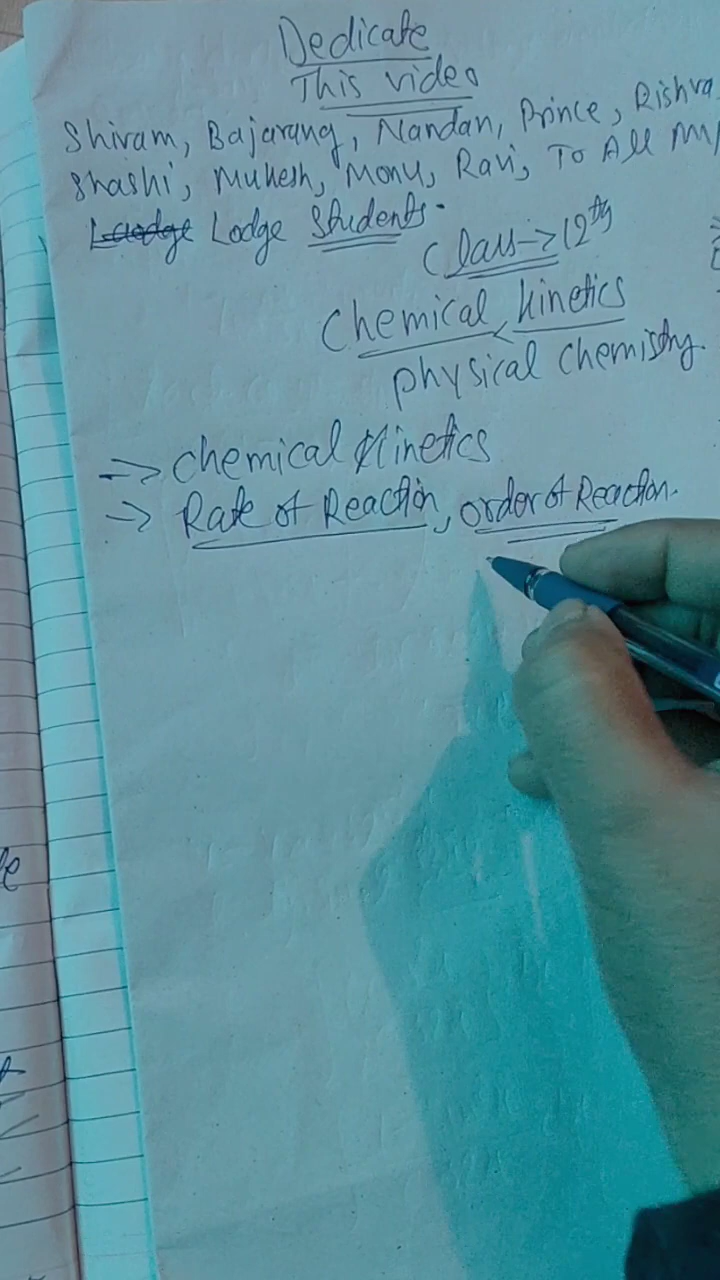 Dedicate
This video
Shivam, Bajarang, Nandan, Prince, Rishva
Shashi, Mukesh, Monu, Ravi, To All My
Lodge Students.
Class -> 12th
Chemical kinetics
physical chemistry.
=> chemical kinetics
=> Rate of Reaction, order of Reaction.